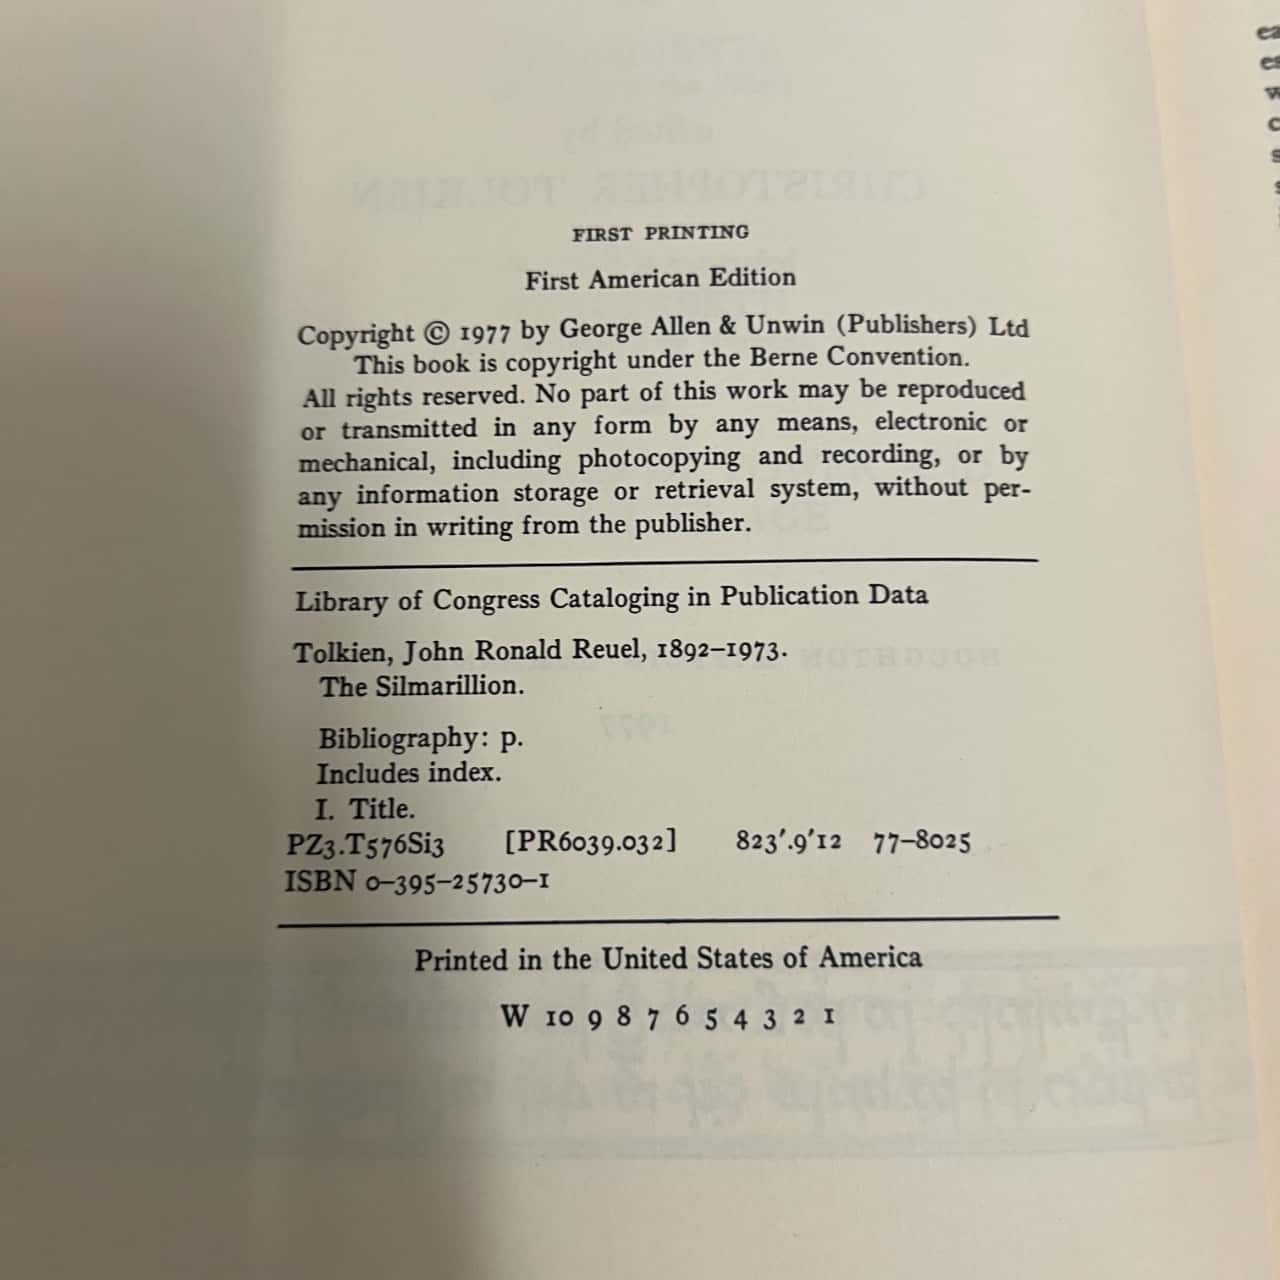 FIRST PRINTING
First American Edition
Copyright © 1977 by George Allen & Unwin (Publishers) Ltd
This book is copyright under the Berne Convention.
All rights reserved. No part of this work may be reproduced
or transmitted in any form by any means, electronic or
mechanical, including photocopying and recording, or by
any information storage or retrieval system, without per-
mission in writing from the publisher.
Library of Congress Cataloging in Publication Data
Tolkien, John Ronald Reuel, 1892–1973.
The Silmarillion.
Bibliography: p.
Includes index.
I. Title.
PZ3.T576Si3 [PR6039.032] 823'.9'12 77–8025
ISBN 0–395–25730–1
Printed in the United States of America
W 10 9 8 7 6 5 4 3 2 1